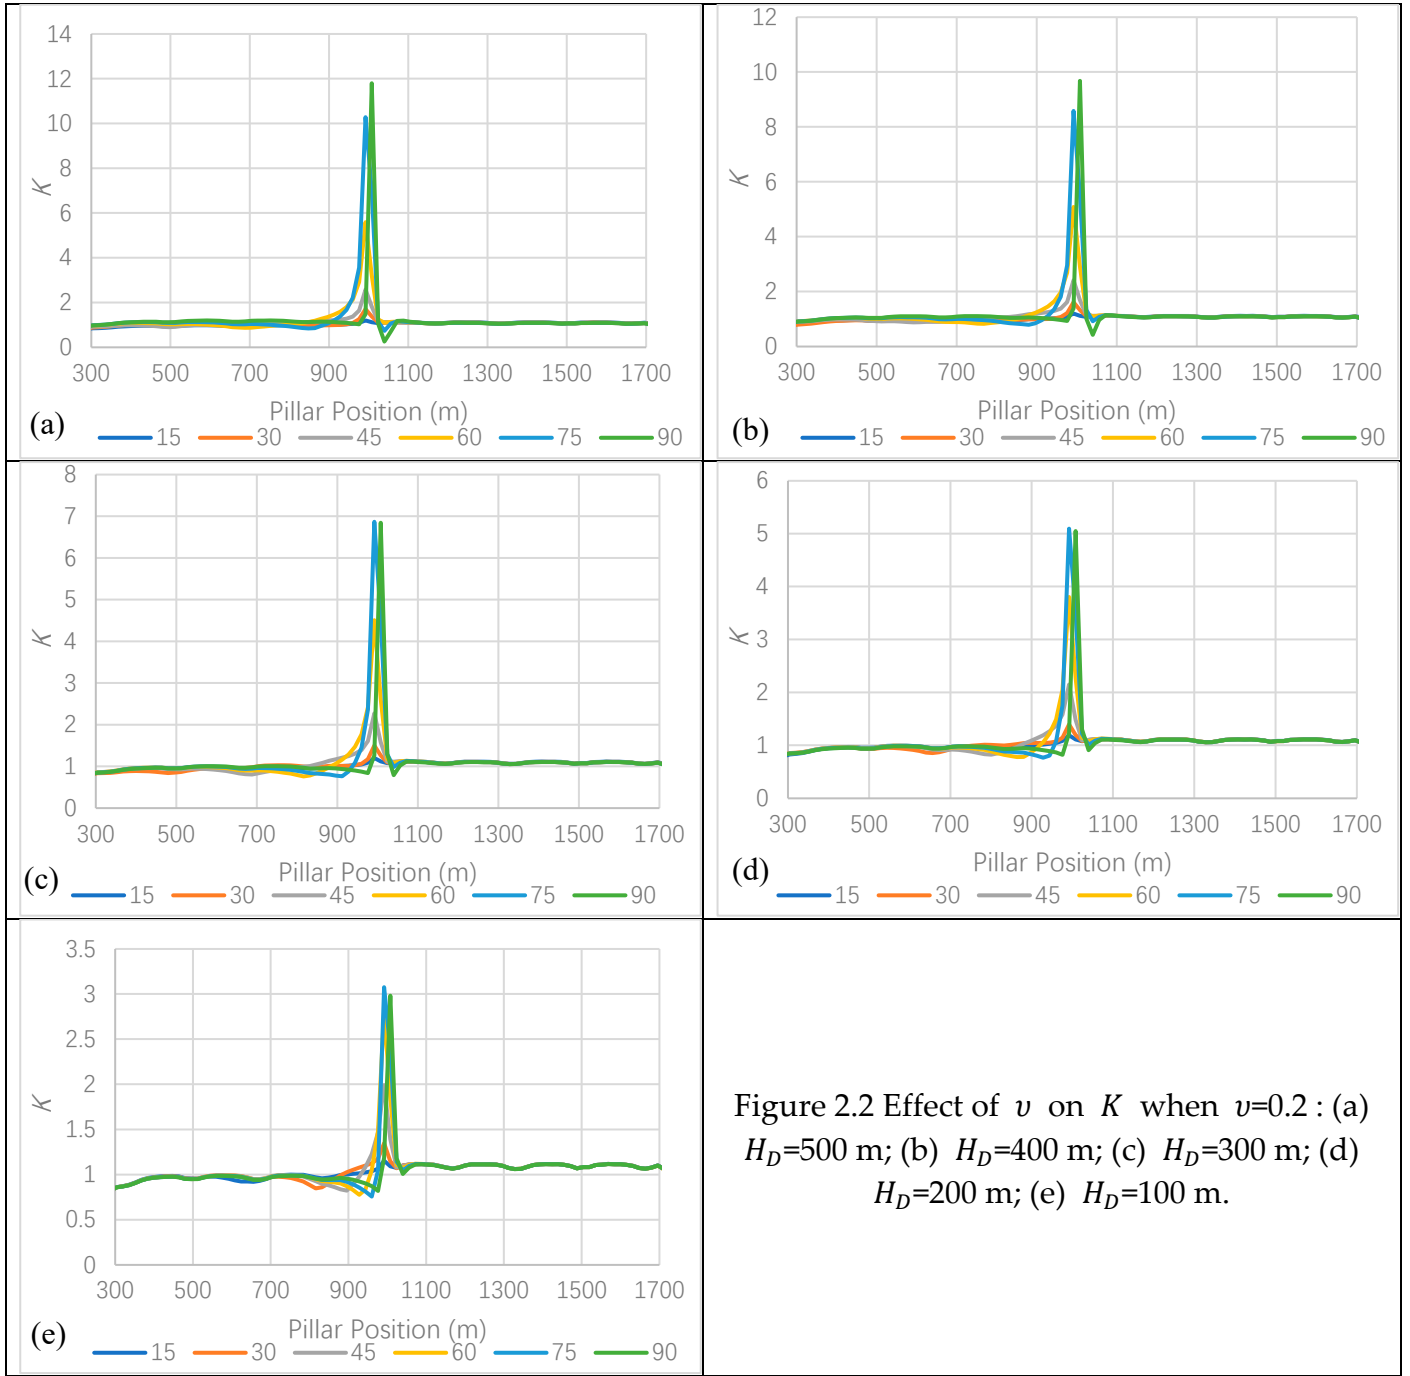 14
12
10
8
6
4
2
0
K
300 500 700 900 1100 1300 1500 1700
Pillar Position (m)
(a)
15 30 45 60 75 90
12
10
8
6
4
2
0
K
300 500 700 900 1100 1300 1500 1700
Pillar Position (m)
(b)
15 30 45 60 75 90
8
7
6
5
4
3
2
1
0
K
300 500 700 900 1100 1300 1500 1700
Pillar Position (m)
(c)
15 30 45 60 75 90
6
5
4
3
2
1
0
K
300 500 700 900 1100 1300 1500 1700
Pillar Position (m)
(d)
15 30 45 60 75 90
3.5
3
2.5
2
1.5
1
0.5
0
K
300 500 700 900 1100 1300 1500 1700
Pillar Position (m)
(e)
15 30 45 60 75 90
Figure 2.2 Effect of υ on K when υ=0.2 : (a)
H_D=500 m; (b) H_D=400 m; (c) H_D=300 m; (d)
H_D=200 m; (e) H_D=100 m.